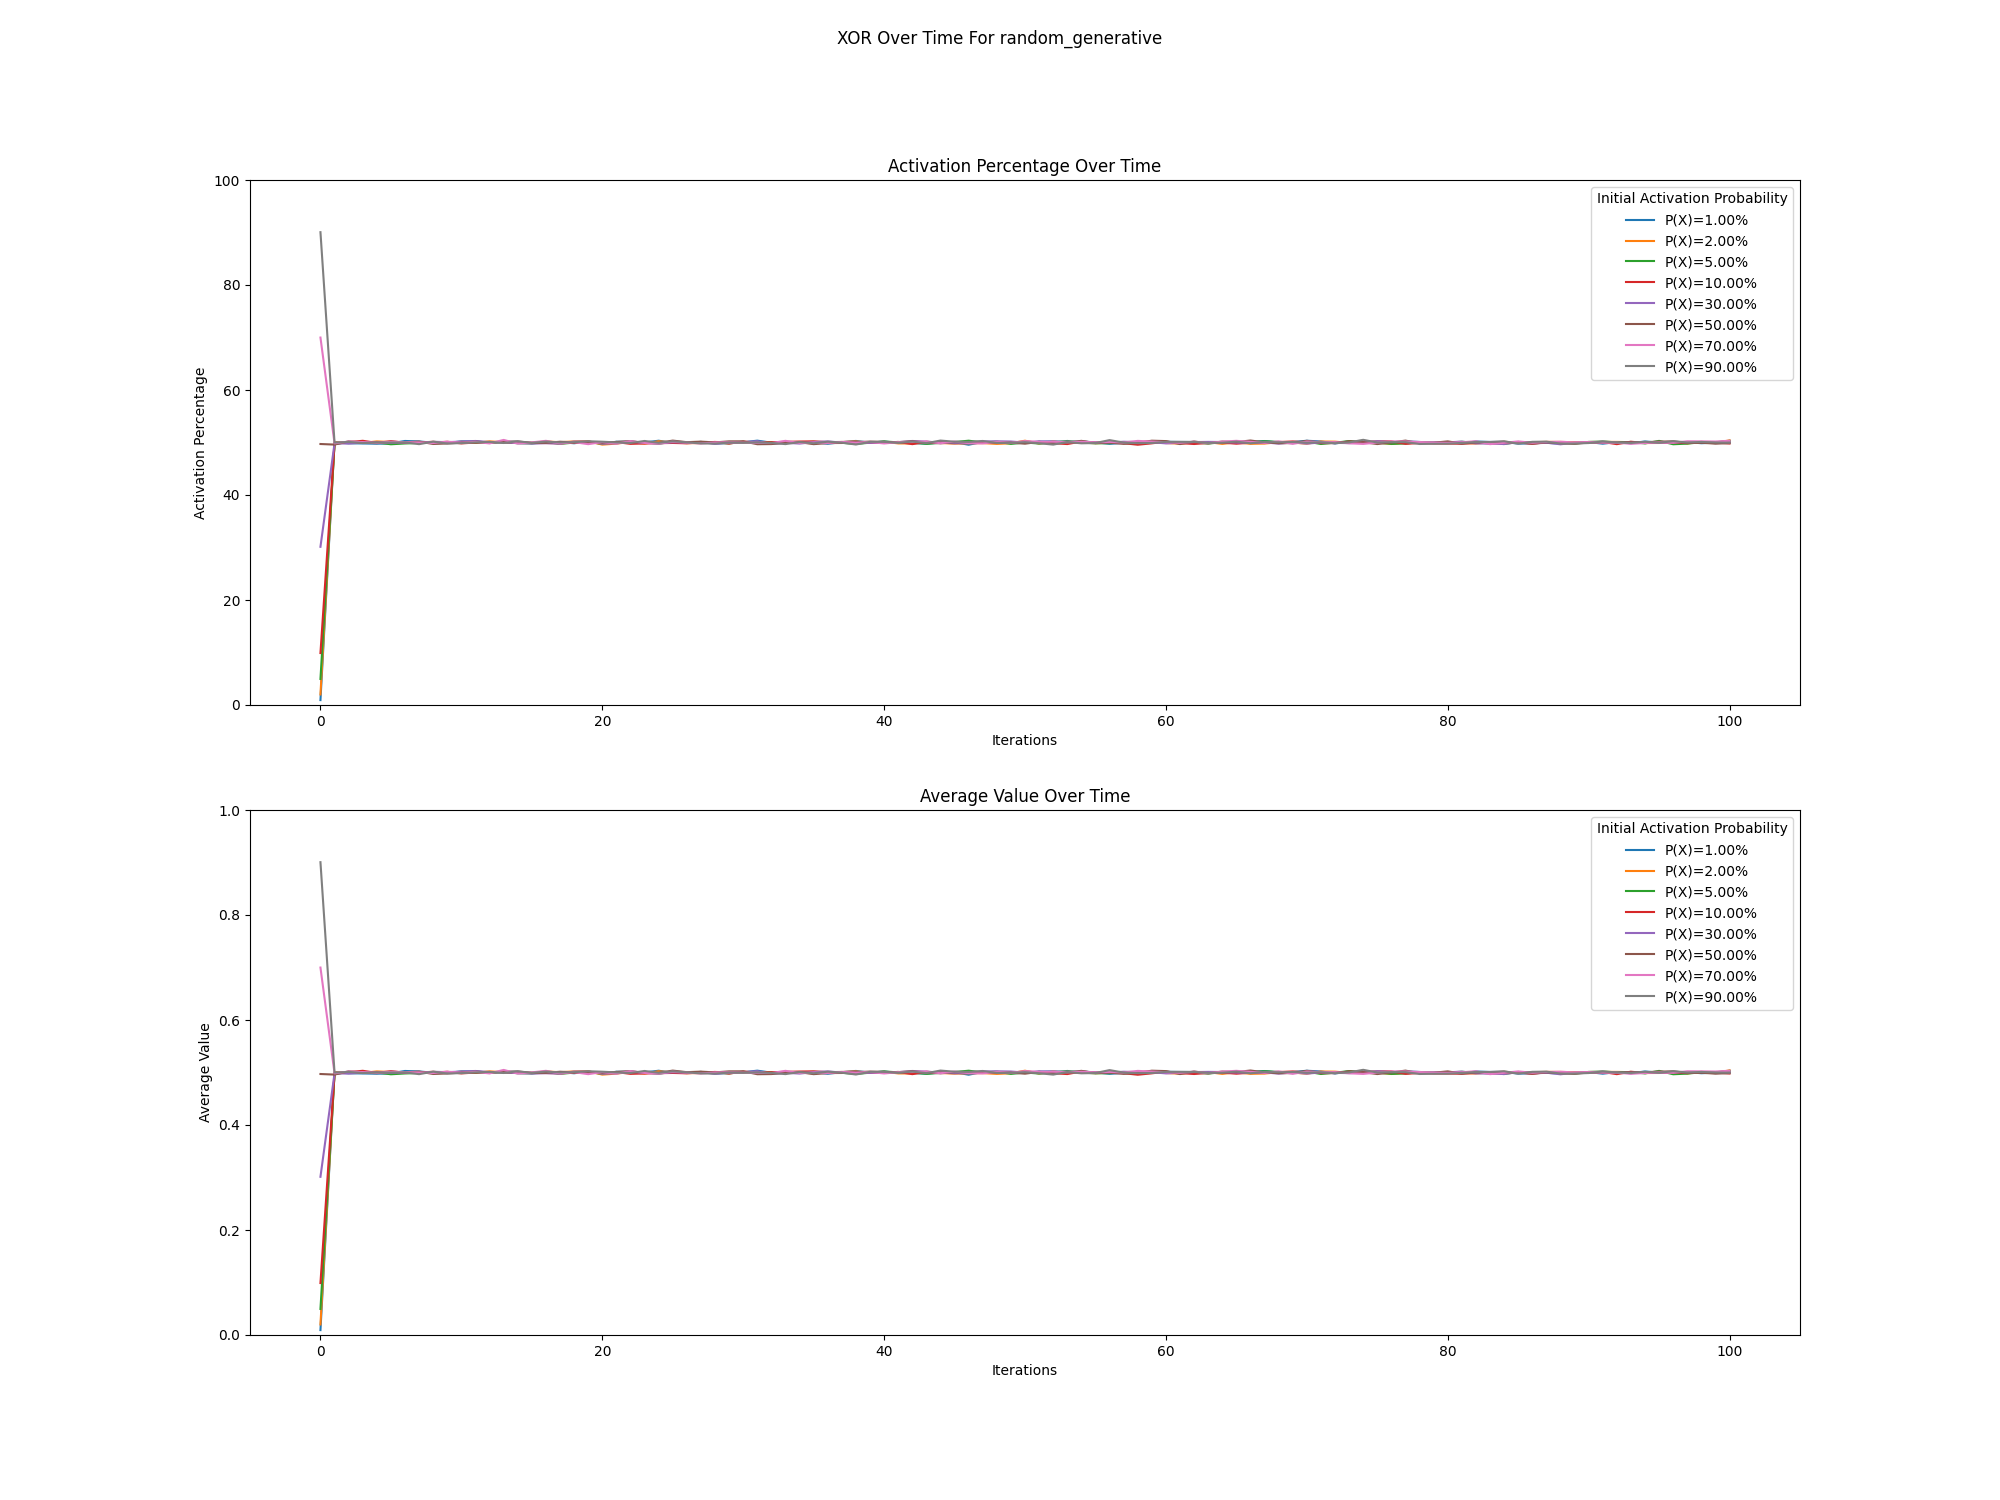 XOR Over Time For random_generative
Activation Percentage Over Time
100
80
60
40
20
0
Activation Percentage
Initial Activation Probability
P(X)=1.00%
P(X)=2.00%
P(X)=5.00%
P(X)=10.00%
P(X)=30.00%
P(X)=50.00%
P(X)=70.00%
P(X)=90.00%
0 20 40 60 80 100
Iterations
Average Value Over Time
1.0
0.8
0.6
0.4
0.2
0.0
Average Value
Initial Activation Probability
P(X)=1.00%
P(X)=2.00%
P(X)=5.00%
P(X)=10.00%
P(X)=30.00%
P(X)=50.00%
P(X)=70.00%
P(X)=90.00%
0 20 40 60 80 100
Iterations